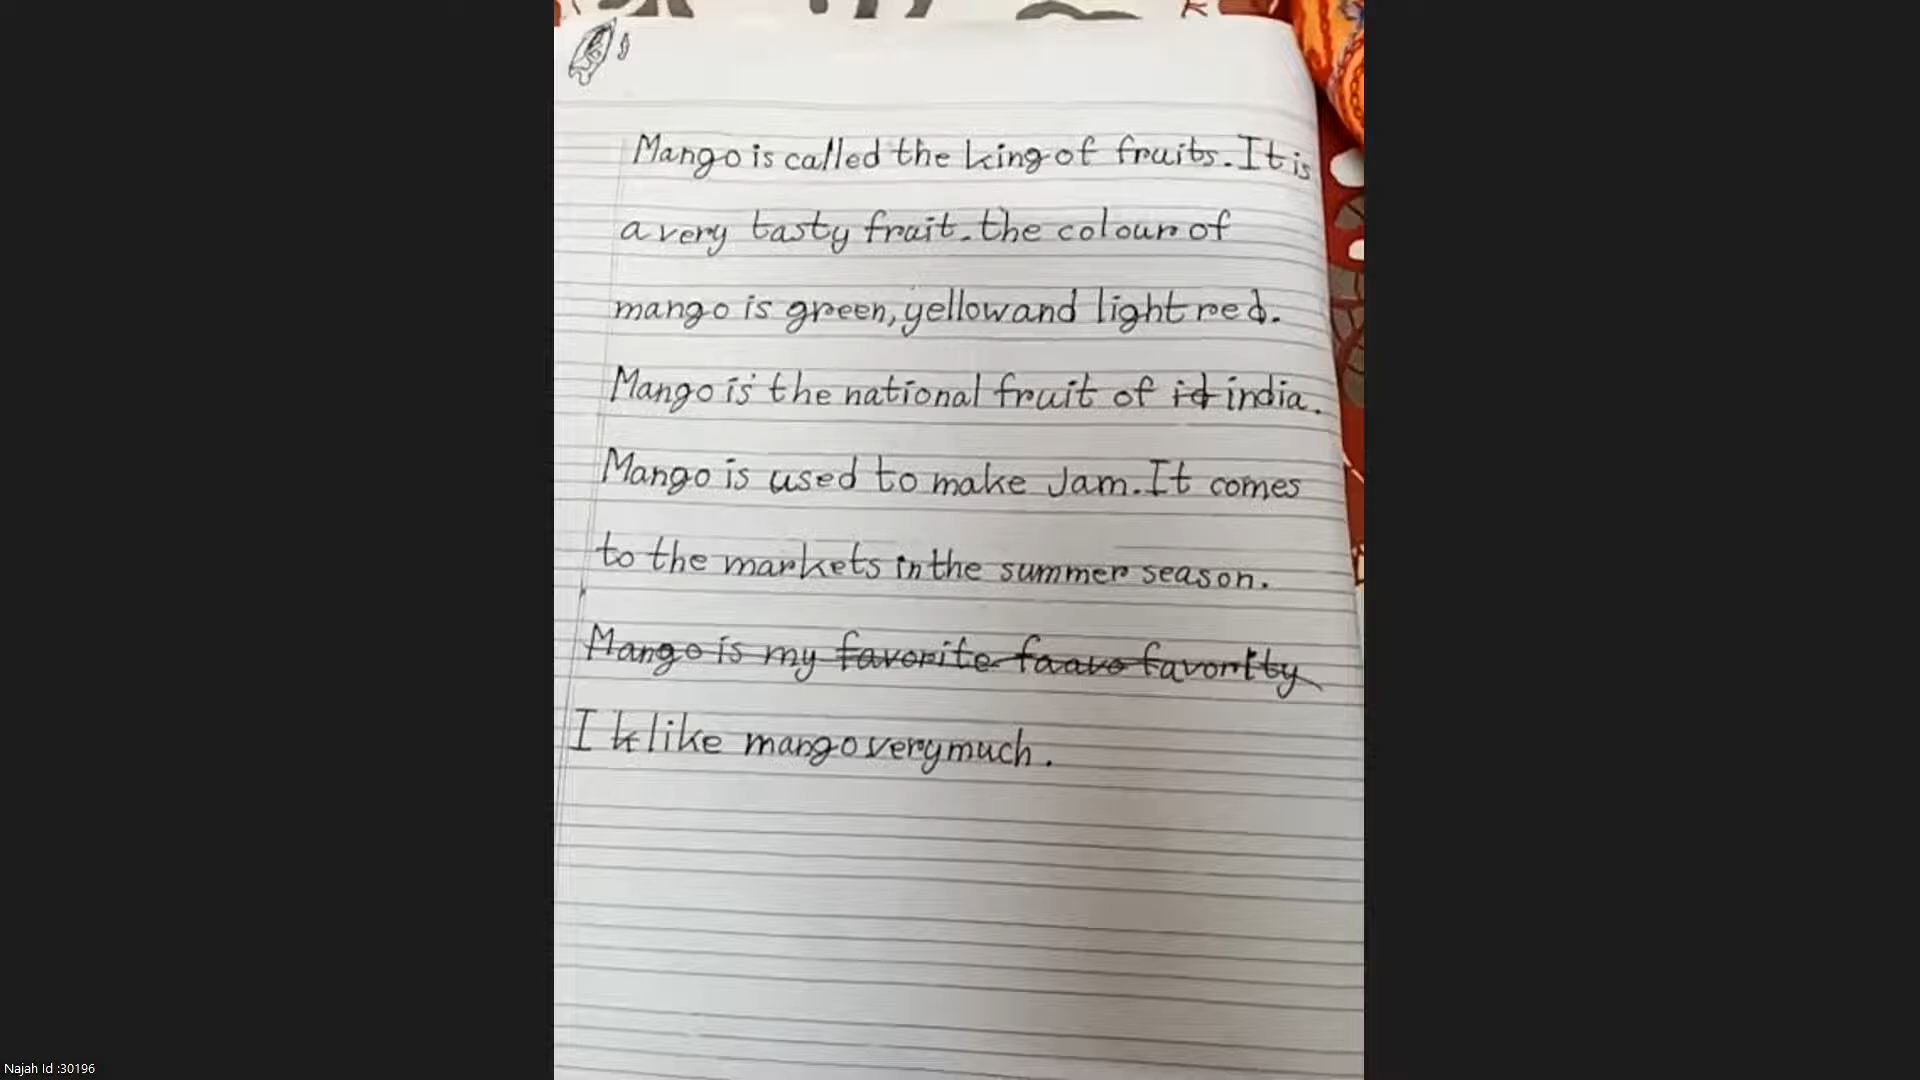 Mango is called the king of fruits. It is
a very tasty fruit. the colour of
mango is green, yellow and light red.
Mango is the national fruit of id india.
Mango is used to make Jam. It comes
to the markets in the summer season.
Mango is my favorite faavo favoritty
I k like mango very much.
Najah Id :30196